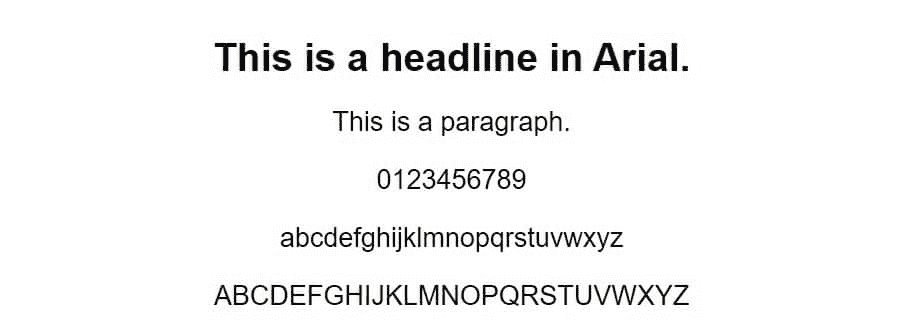 This is a headline in Arial.
This is a paragraph.
0123456789
abcdefghijklmnopqrstuvwxyz
ABCDEFGHIJKLMNOPQRSTUVWXYZ